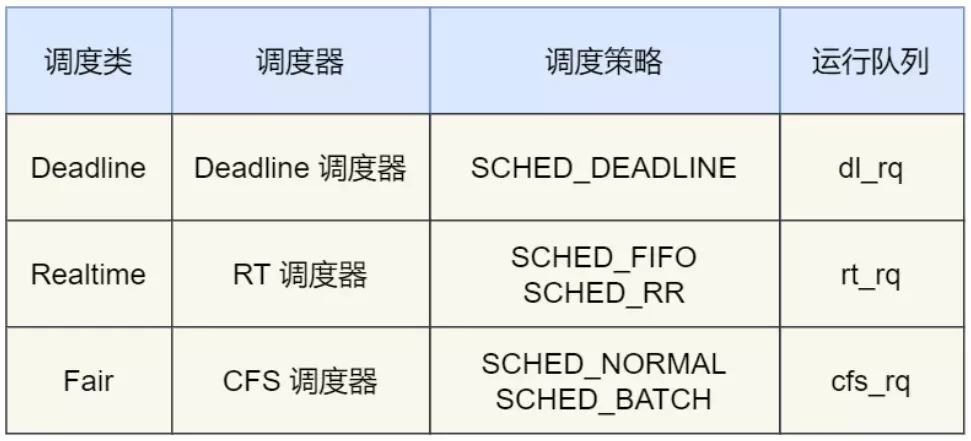 调度类 调度器 调度策略 运行队列
Deadline Deadline 调度器 SCHED_DEADLINE dl_rq
Realtime RT 调度器 SCHED_FIFO
SCHED_RR rt_rq
Fair CFS 调度器 SCHED_NORMAL
SCHED_BATCH cfs_rq